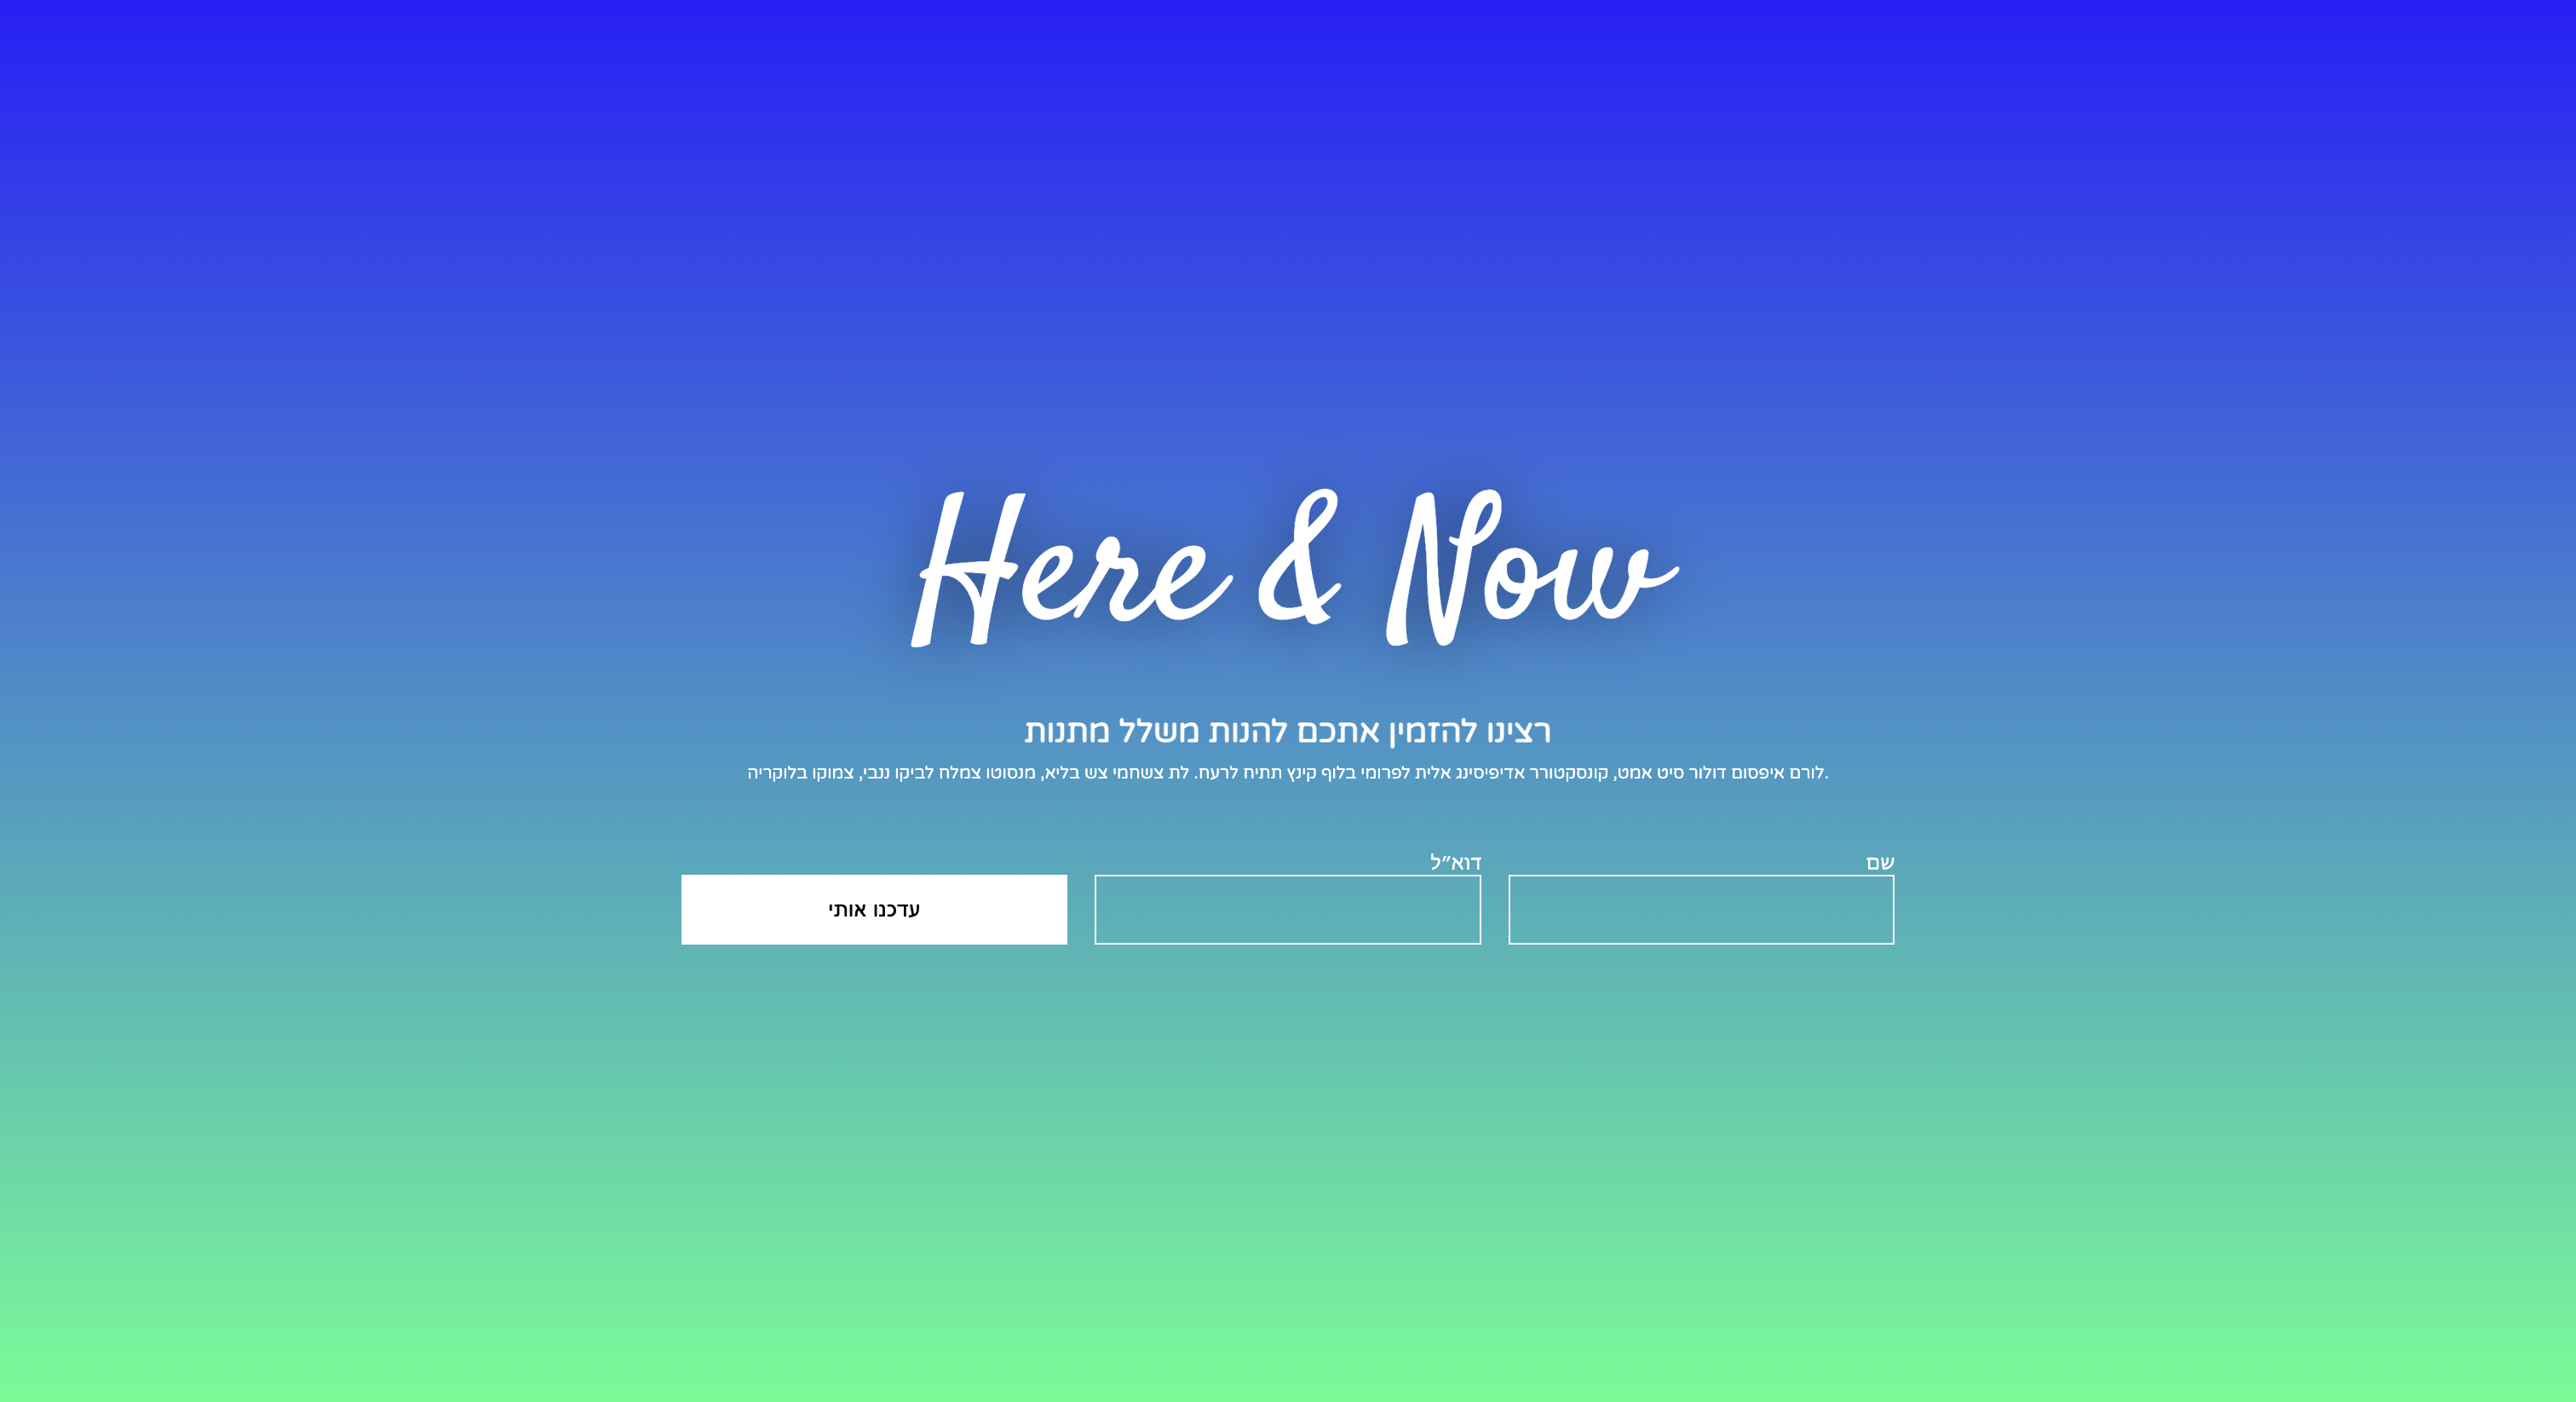 Here & Now
רצינו להזמין אתכם להנות משלל מתנות
לורם איפסום דולור סיט אמט, קונסקטורר אדיפיסינג אלית לפרומי בלוף קינץ תתיח לרעח. לת צשחמי צש בליא, מנסוטו צמלח לביקו ננבי, צמוקו בלוקריה.
שם
דוא״ל
עדכנו אותי